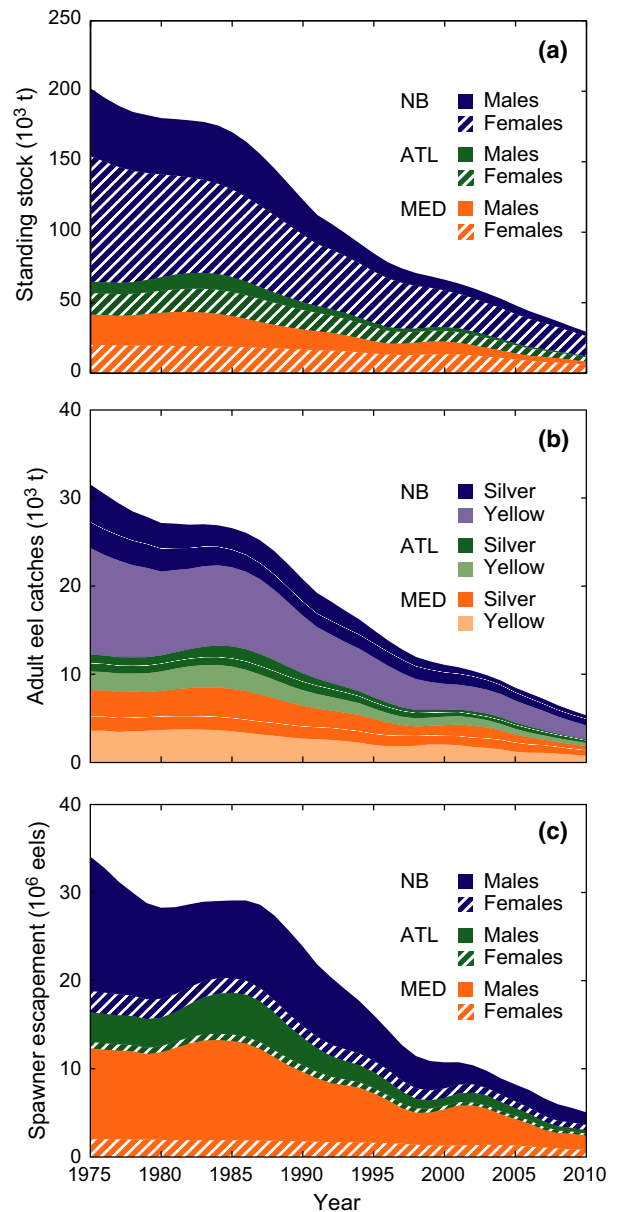 (a)
Standing stock (10³ t)
250
200
150
100
50
0
NB Males
Females
ATL Males
Females
MED Males
Females
(b)
Adult eel catches (10³ t)
40
30
20
10
0
NB Silver
Yellow
ATL Silver
Yellow
MED Silver
Yellow
(c)
Spawner escapement (10⁶ eels)
40
30
20
10
0
NB Males
Females
ATL Males
Females
MED Males
Females
1975 1980 1985 1990 1995 2000 2005 2010
Year